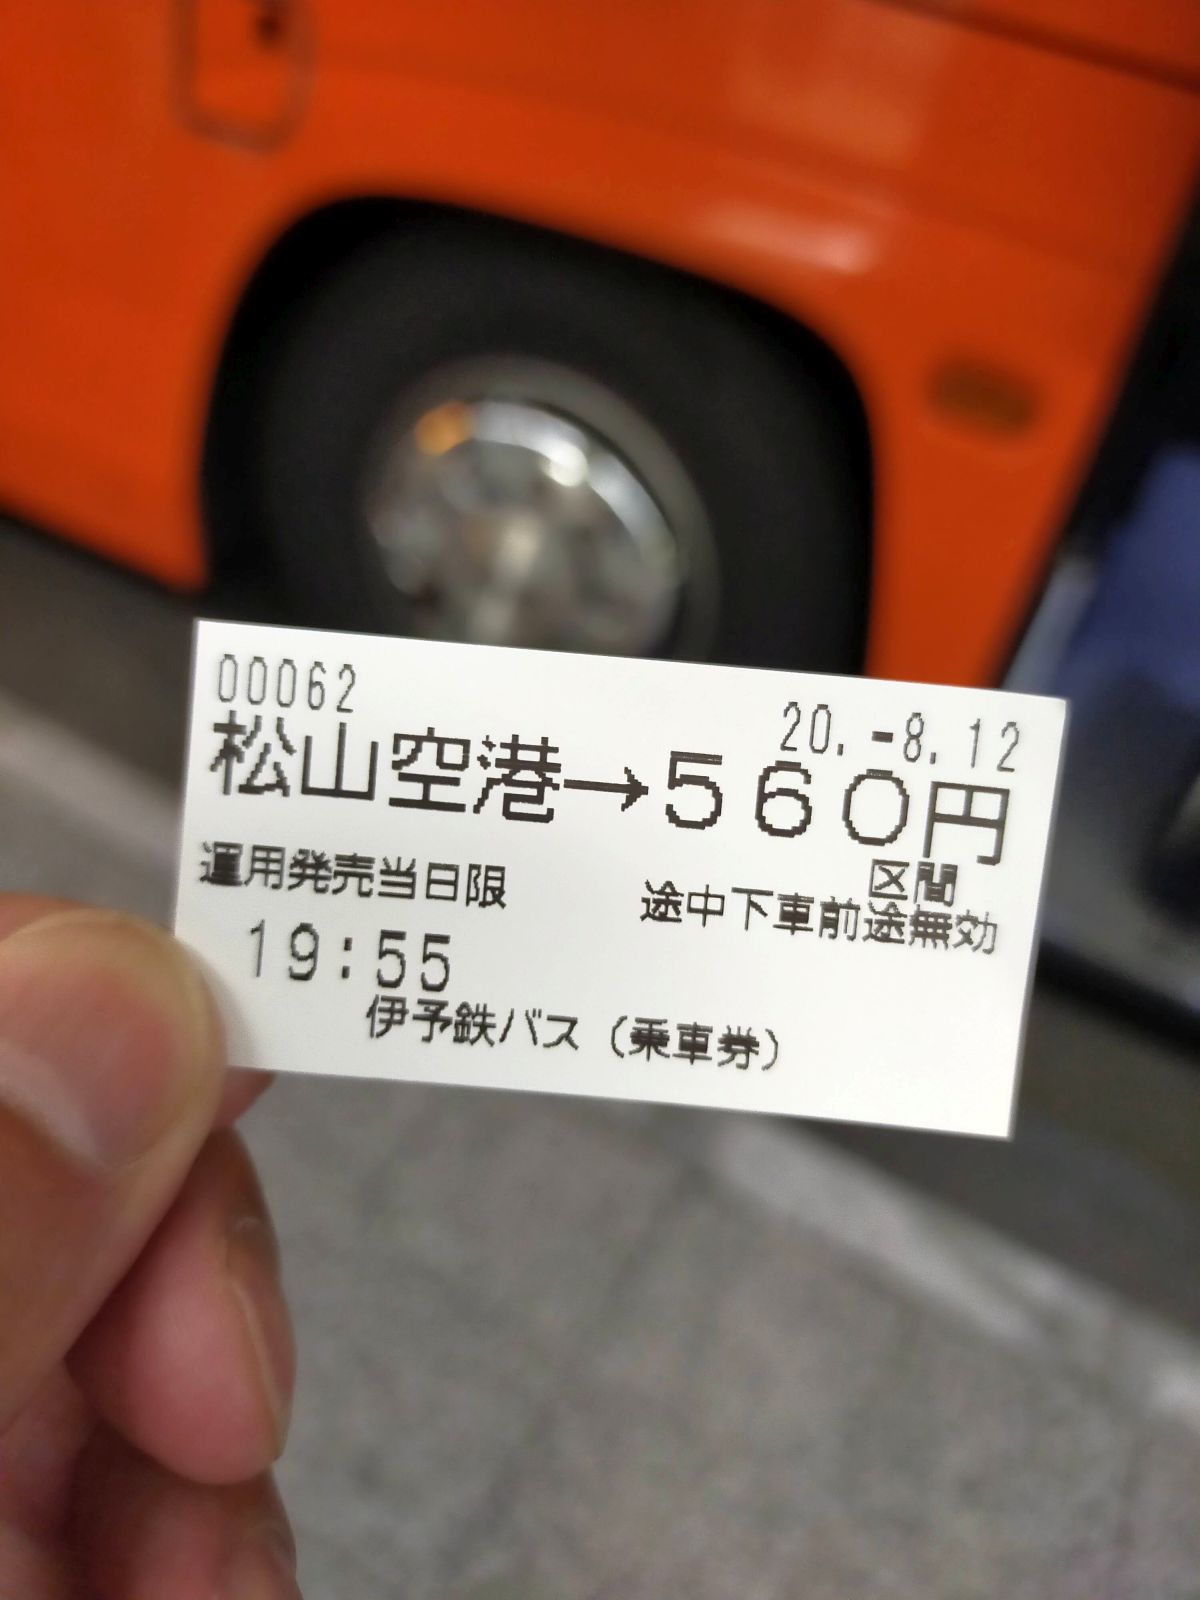 00062
20.-8.12
松山空港→560円
区間
運用発売当日限
途中下車前途無効
19:55
伊予鉄バス(乗車券)